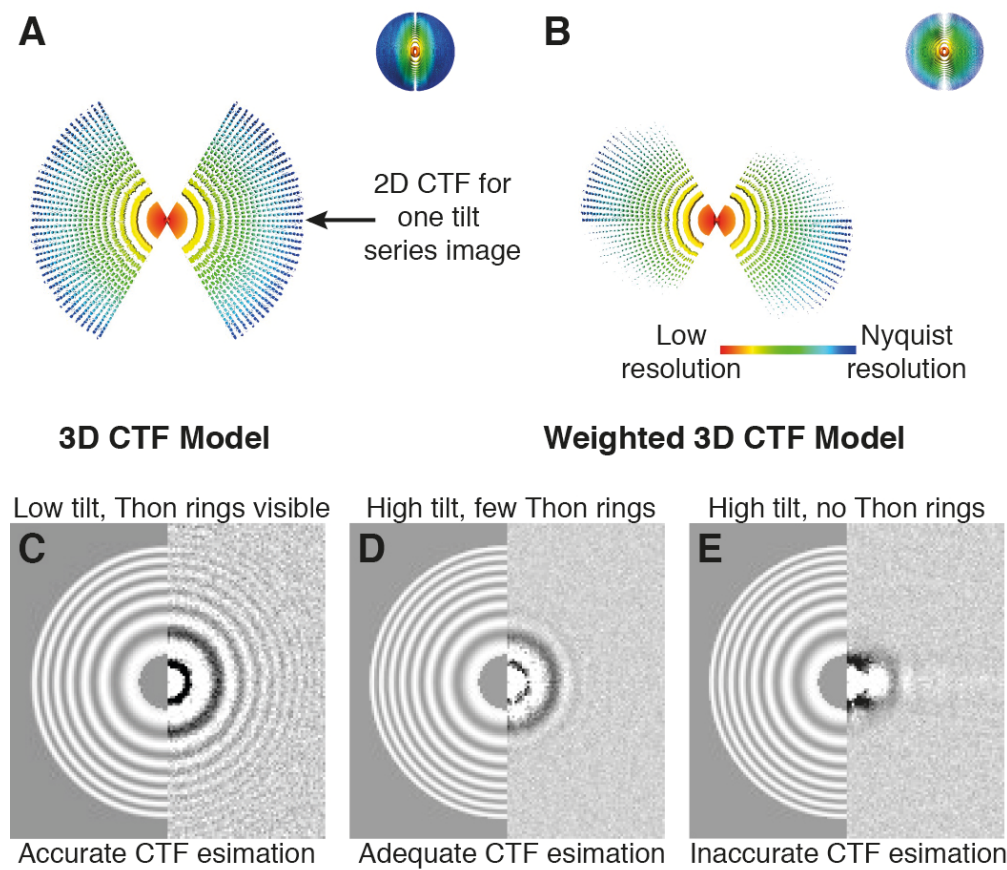 A
B
2D CTF for
one tilt
series image
Low
resolution
Nyquist
resolution
3D CTF Model
Weighted 3D CTF Model
Low tilt, Thon rings visible
High tilt, few Thon rings
High tilt, no Thon rings
C
D
E
Accurate CTF esimation
Adequate CTF esimation
Inaccurate CTF esimation